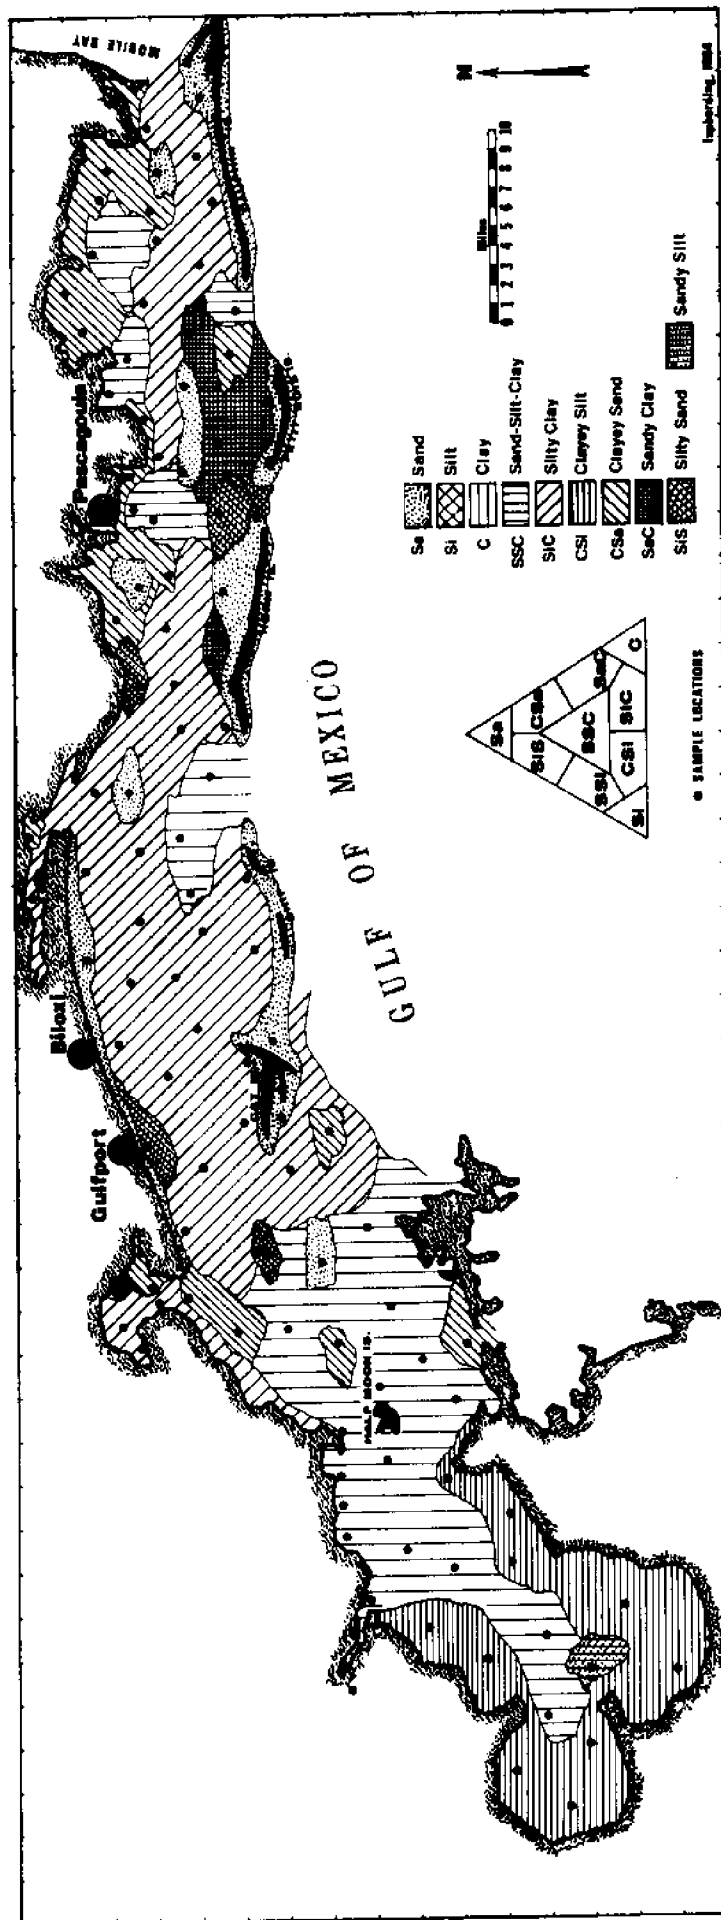 MOBILE BAY
Pascagoula
Biloxi
Gulfport
HALF MOON IS.
GULF OF MEXICO
N
Miles
0 1 2 3 4 5 6 7 8 9 10
Sa Sand
Si Silt
C Clay
SSC Sand-Silt-Clay
SiC Silty Clay
CSi Clayey Silt
CSa Clayey Sand
SaC Sandy Clay
SiS Silty Sand
Sandy Silt
Sa
SiS CSa
SSi SSC SaC
Si CSi SiC C
SAMPLE LOCATIONS